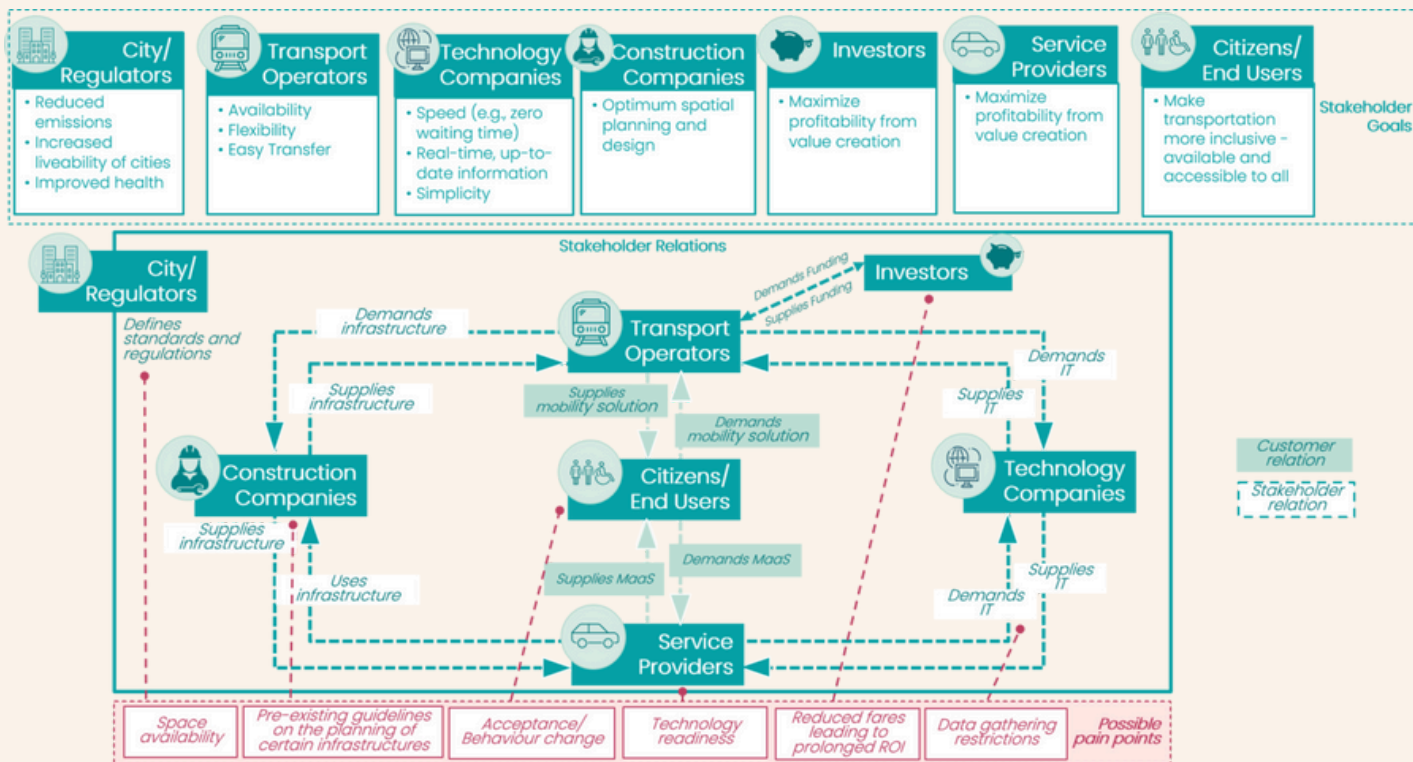 City/
Regulators
• Reduced
emissions
• Increased
liveability of cities
• Improved health
Transport
Operators
• Availability
• Flexibility
• Easy Transfer
Technology
Companies
• Speed (e.g., zero
waiting time)
• Real-time, up-to-
date information
• Simplicity
Construction
Companies
• Optimum spatial
planning and
design
Investors
• Maximize
profitability from
value creation
Service
Providers
• Maximize
profitability from
value creation
Citizens/
End Users
• Make
transportation
more inclusive -
available and
accessible to all
Stakeholder
Goals
Stakeholder Relations
City/
Regulators
Defines
standards and
regulations
Investors
Demands Funding
Supplies Funding
Transport
Operators
Demands
infrastructure
Supplies
infrastructure
Supplies
mobility solution
Demands
mobility solution
Demands
IT
Supplies
IT
Construction
Companies
Citizens/
End Users
Technology
Companies
Customer
relation
Stakeholder
relation
Supplies
infrastructure
Uses
infrastructure
Supplies MaaS
Demands MaaS
Supplies
IT
Demands
IT
Service
Providers
Space
availability
Pre-existing guidelines
on the planning of
certain infrastructures
Acceptance/
Behaviour change
Technology
readiness
Reduced fares
leading to
prolonged ROI
Data gathering
restrictions
Possible
pain points